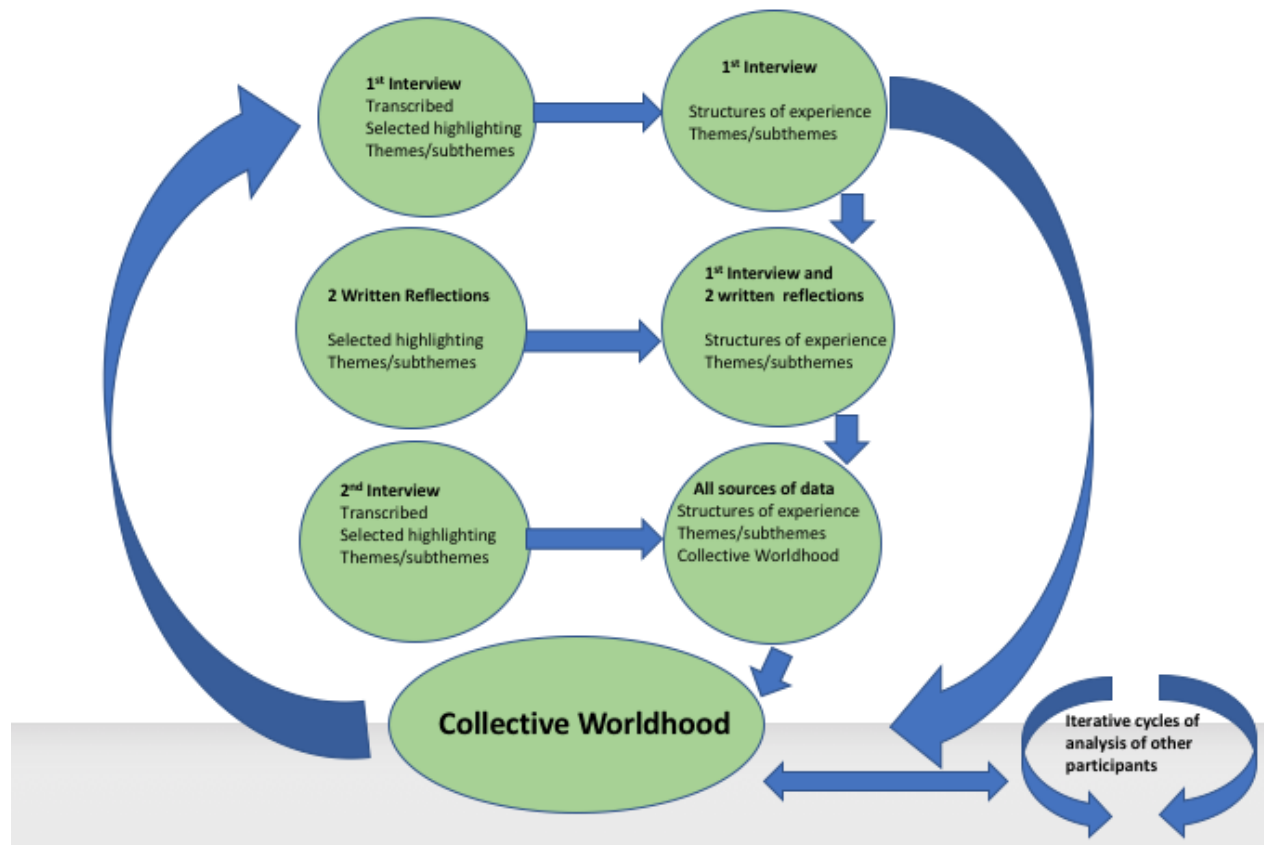 1st Interview
Transcribed
Selected highlighting
Themes/subthemes
1st Interview
Structures of experience
Themes/subthemes
2 Written Reflections
Selected highlighting
Themes/subthemes
1st Interview and
2 written reflections
Structures of experience
Themes/subthemes
2nd Interview
Transcribed
Selected highlighting
Themes/subthemes
All sources of data
Structures of experience
Themes/subthemes
Collective Worldhood
Collective Worldhood
Iterative cycles of
analysis of other
participants